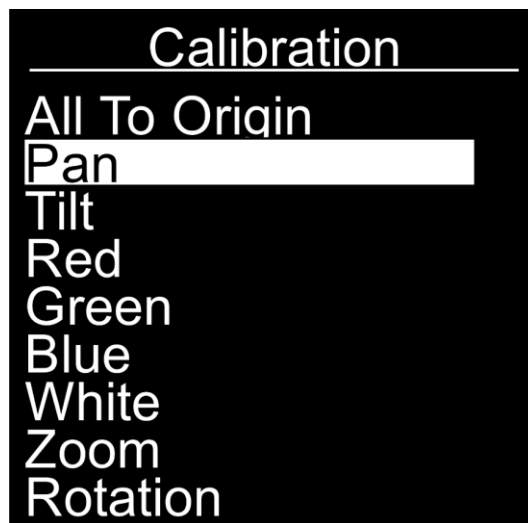 Calibration
All To Origin
Pan
Tilt
Red
Green
Blue
White
Zoom
Rotation